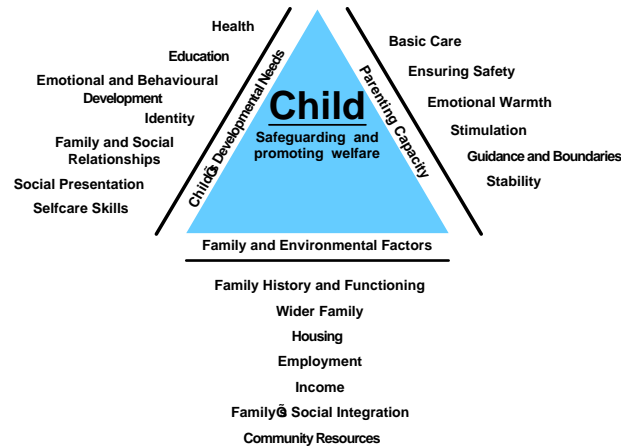 Health
Education
Emotional and Behavioural
Development
Identity
Family and Social
Relationships
Social Presentation
Selfcare Skills
ChildÕs Developmental Needs
Child
Safeguarding and
promoting welfare
Parenting Capacity
Basic Care
Ensuring Safety
Emotional Warmth
Stimulation
Guidance and Boundaries
Stability
Family and Environmental Factors
Family History and Functioning
Wider Family
Housing
Employment
Income
FamilyÕs Social Integration
Community Resources